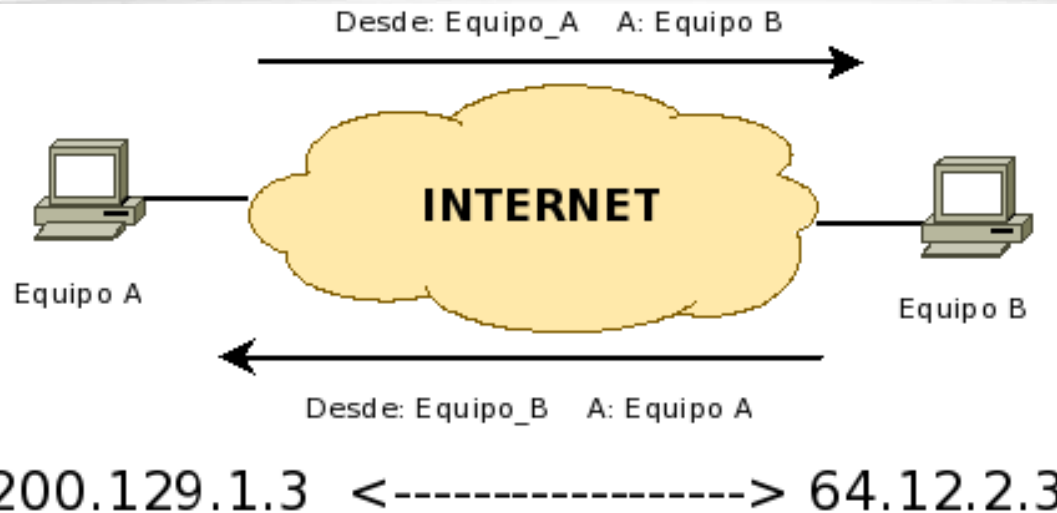 Desde: Equipo_A A: Equipo B
INTERNET
Equipo A
Equipo B
Desde: Equipo_B A: Equipo A
200.129.1.3 <------------------> 64.12.2.3